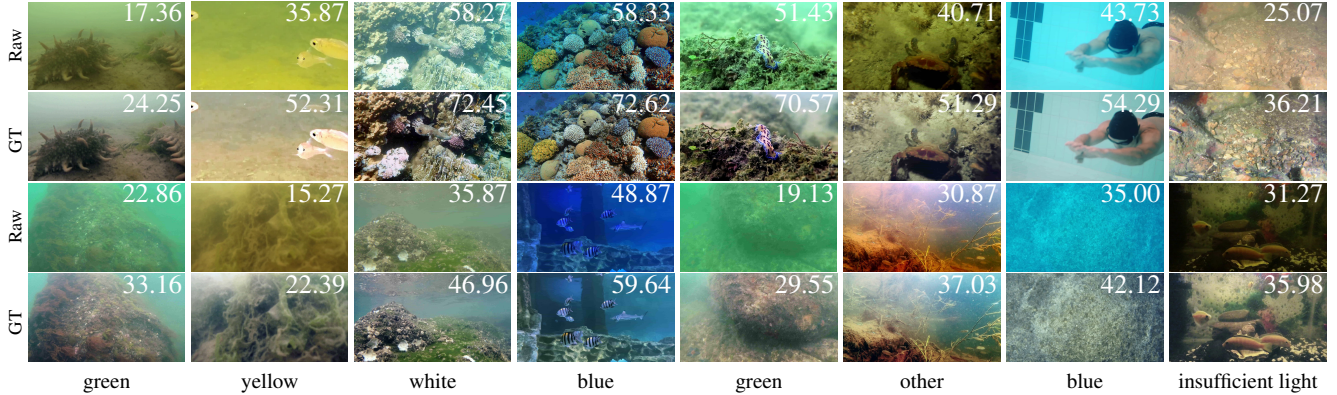 Raw 17.36 35.87 58.27 58.33 51.43 40.71 43.73 25.07
GT 24.25 52.31 72.45 72.62 70.57 51.29 54.29 36.21
Raw 22.86 15.27 35.87 48.87 19.13 30.87 35.00 31.27
GT 33.16 22.39 46.96 59.64 29.55 37.03 42.12 35.98
green yellow white blue green other blue insufficient light